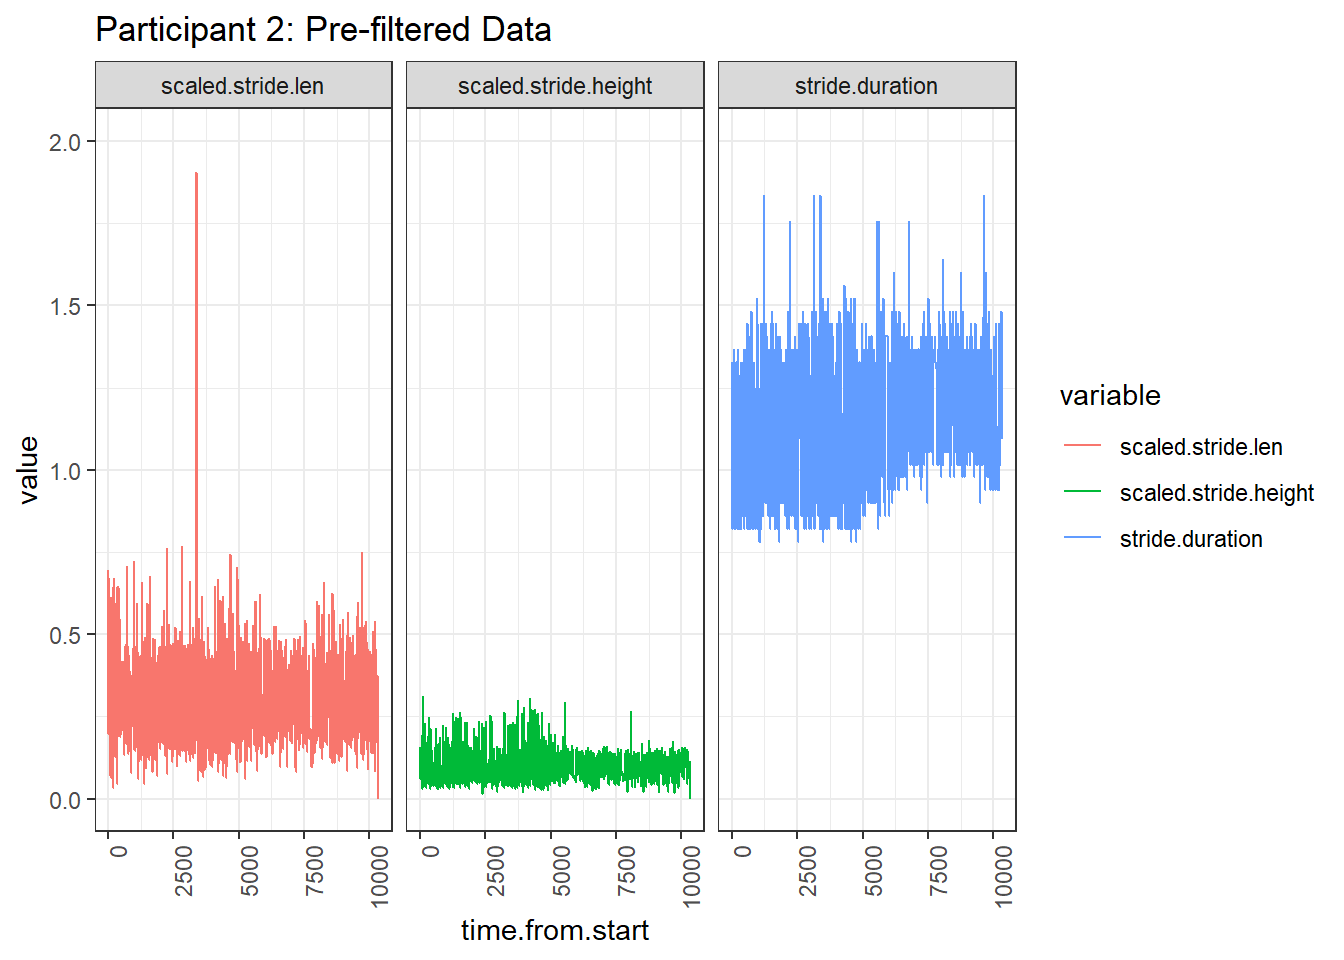 Participant 2: Pre-filtered Data
scaled.stride.len
scaled.stride.height
stride.duration
2.0
1.5
1.0
0.5
0.0
value
0
2500
5000
7500
10000
0
2500
5000
7500
10000
0
2500
5000
7500
10000
time.from.start
variable
scaled.stride.len
scaled.stride.height
stride.duration